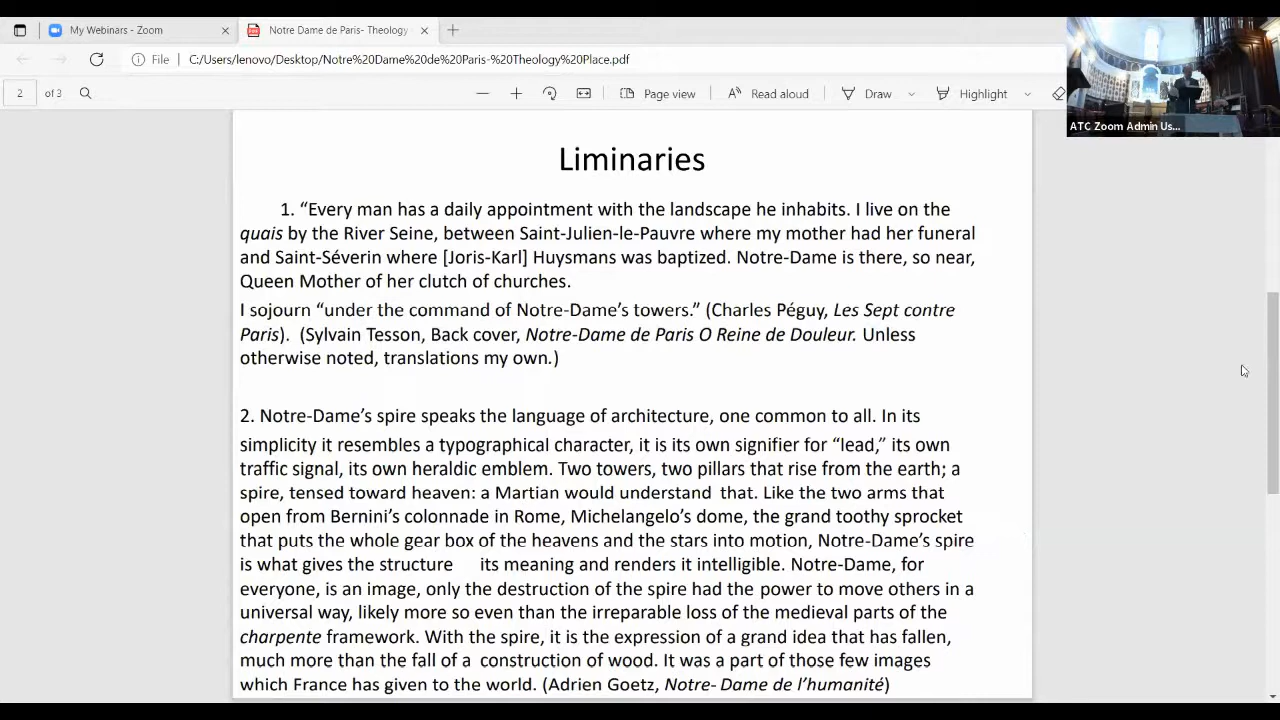 My Webinars - Zoom
Notre Dame de Paris- Theology
File
C:/Users/lenovo/Desktop/Notre%20Dame%20de%20Paris-%20Theology%20Place.pdf
2 of 3
Page view
Read aloud
Draw
Highlight
ATC Zoom Admin Us...
Liminaries
1. “Every man has a daily appointment with the landscape he inhabits. I live on the
quais by the River Seine, between Saint-Julien-le-Pauvre where my mother had her funeral
and Saint-Séverin where [Joris-Karl] Huysmans was baptized. Notre-Dame is there, so near,
Queen Mother of her clutch of churches.
I sojourn “under the command of Notre-Dame’s towers.” (Charles Péguy, Les Sept contre
Paris). (Sylvain Tesson, Back cover, Notre-Dame de Paris O Reine de Douleur. Unless
otherwise noted, translations my own.)
2. Notre-Dame’s spire speaks the language of architecture, one common to all. In its
simplicity it resembles a typographical character, it is its own signifier for “lead,” its own
traffic signal, its own heraldic emblem. Two towers, two pillars that rise from the earth; a
spire, tensed toward heaven: a Martian would understand that. Like the two arms that
open from Bernini’s colonnade in Rome, Michelangelo’s dome, the grand toothy sprocket
that puts the whole gear box of the heavens and the stars into motion, Notre-Dame’s spire
is what gives the structure its meaning and renders it intelligible. Notre-Dame, for
everyone, is an image, only the destruction of the spire had the power to move others in a
universal way, likely more so even than the irreparable loss of the medieval parts of the
charpente framework. With the spire, it is the expression of a grand idea that has fallen,
much more than the fall of a construction of wood. It was a part of those few images
which France has given to the world. (Adrien Goetz, Notre- Dame de l’humanité)